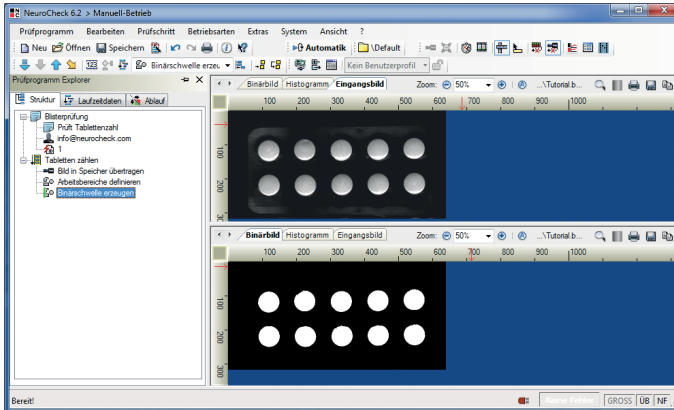 NeuroCheck 6.2 > Manuell-Betrieb
Prüfprogramm Bearbeiten Prüfschritt Betriebsarten Extras System Ansicht ?
Neu Öffnen Speichern Automatik \Default
123 Binärschwelle erzeu Kein Benutzerprofil
Prüfprogramm Explorer
Struktur Laufzeitdaten Ablauf
Blisterprüfung
Prüft Tablettenzahl
info@neurocheck.com
1
Tabletten zählen
Bild in Speicher übertragen
Arbeitsbereiche definieren
Binärschwelle erzeugen
Binärbild Histogramm Eingangsbild Zoom: 50% ...\Tutorial.b...
100 200 300 400 500 600 700 800 900 1000
100
200
Binärbild Histogramm Eingangsbild Zoom: 50% ...\Tutorial.b...
100 200 300 400 500 600 700 800 900 1000
100
200
300
Bereit! Keine Fehler GROSS ÜB NF